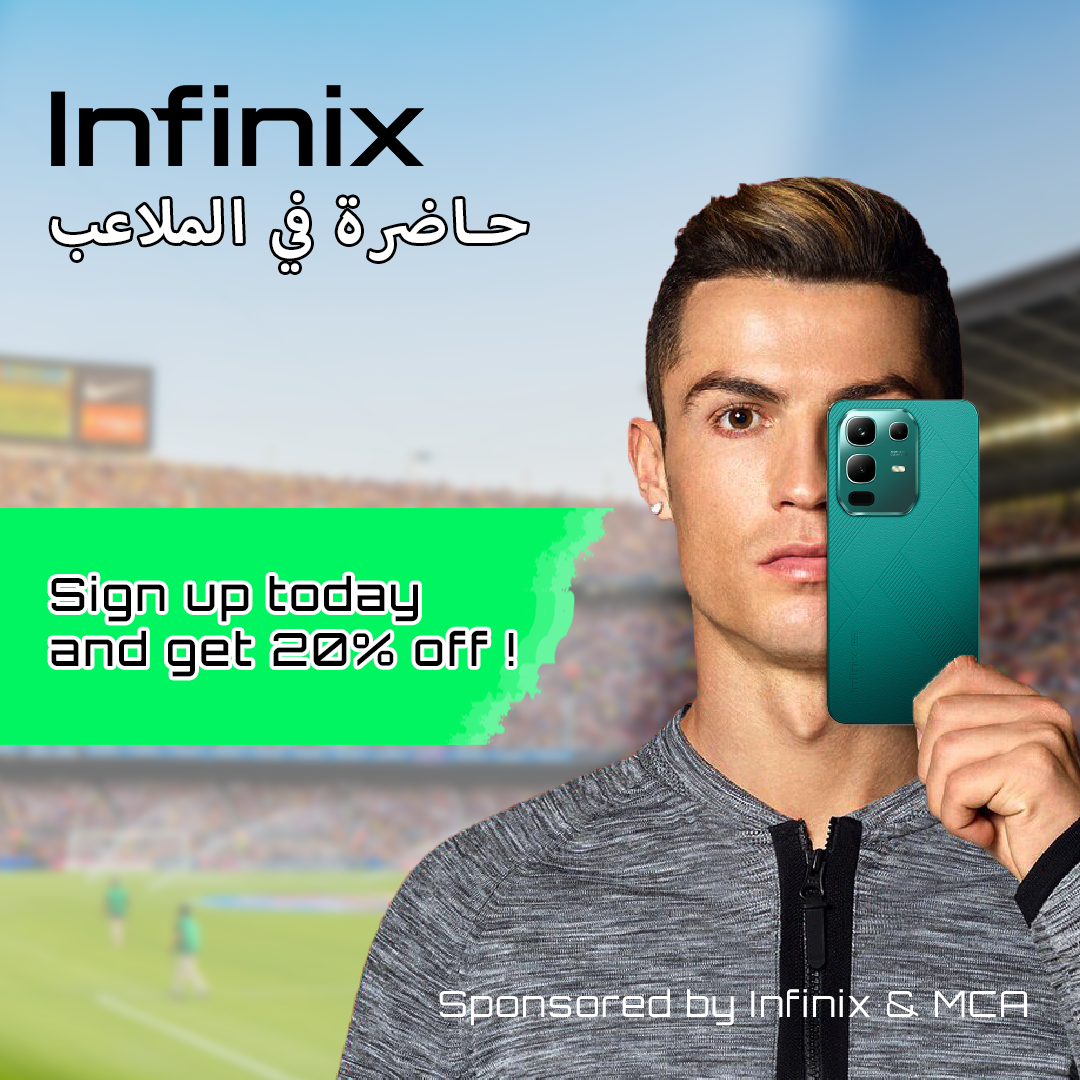 Infinix
حاضرة في الملاعب
Sign up today
and get 20% off !
Sponsored by Infinix & MCA